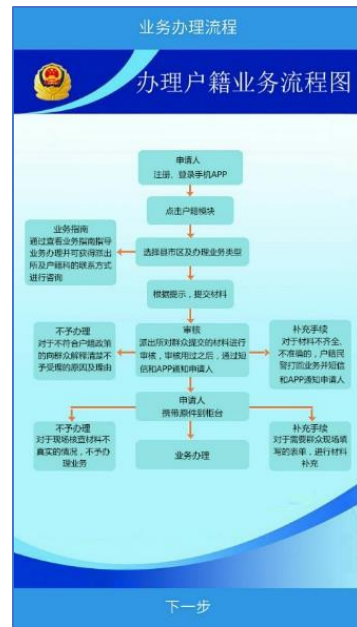 业务办理流程
办理户籍业务流程图
申请人
注册、登录手机APP
点击户籍模块
业务指南
通过查看业务指南指导
业务办理并可获得派出
所及户籍科的联系方式
进行咨询
选择县市区及办理业务类型
根据提示，提交材料
不予办理
对于不符合户籍政策
的向群众解释清楚不
予受理的原因及理由
审核
派出所对群众提交的材料进行
审核，审核用过之后，通过短
信和APP通知申请人
补充手续
对于材料不齐全、
不准确的，户籍民
警打回业务并短信
和APP通知申请人
申请人
携带原件到柜台
不予办理
对于现场核查材料不
真实的情况，不予办
理业务
业务办理
补充手续
对于需要群众现场填
写的表单，进行材料
补充
下一步